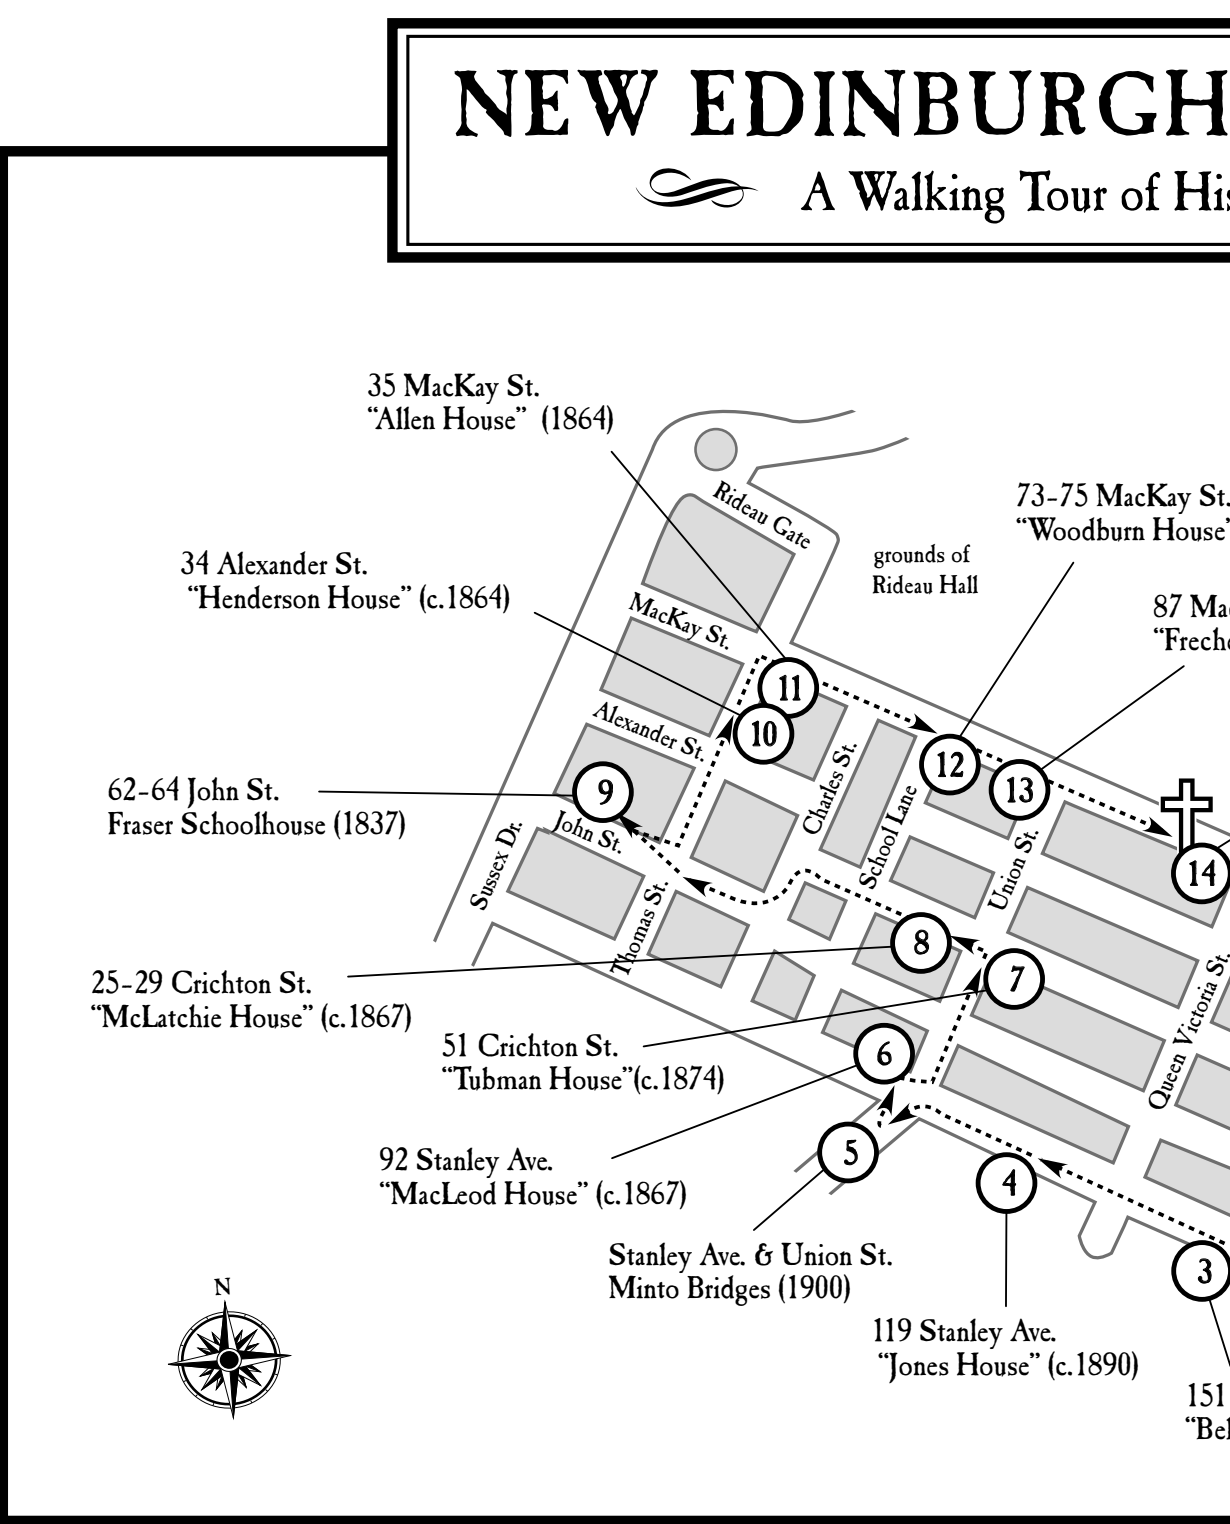 NEW EDINBURGH
A Walking Tour of
35 MacKay St.
“Allen House” (1864)
Rideau Gate
73-75 MacKay St.
“Woodburn House”
grounds of
Rideau Hall
34 Alexander St.
“Henderson House” (c.1864)
87
MacKay St.
11
10
12
13
Alexander St.
Charles St.
School Lane
Union St.
62-64 John St.
Fraser Schoolhouse (1837)
9
John St.
Sussex Dr.
Thomas St.
14
8
7
25-29 Crichton St.
“McLatchie House” (c.1867)
Queen Victoria St.
51 Crichton St.
“Tubman House”(c.1874)
6
5
4
92 Stanley Ave.
“MacLeod House” (c.1867)
Stanley Ave. & Union St.
Minto Bridges (1900)
3
N
119 Stanley Ave.
“Jones House” (c.1890)
151